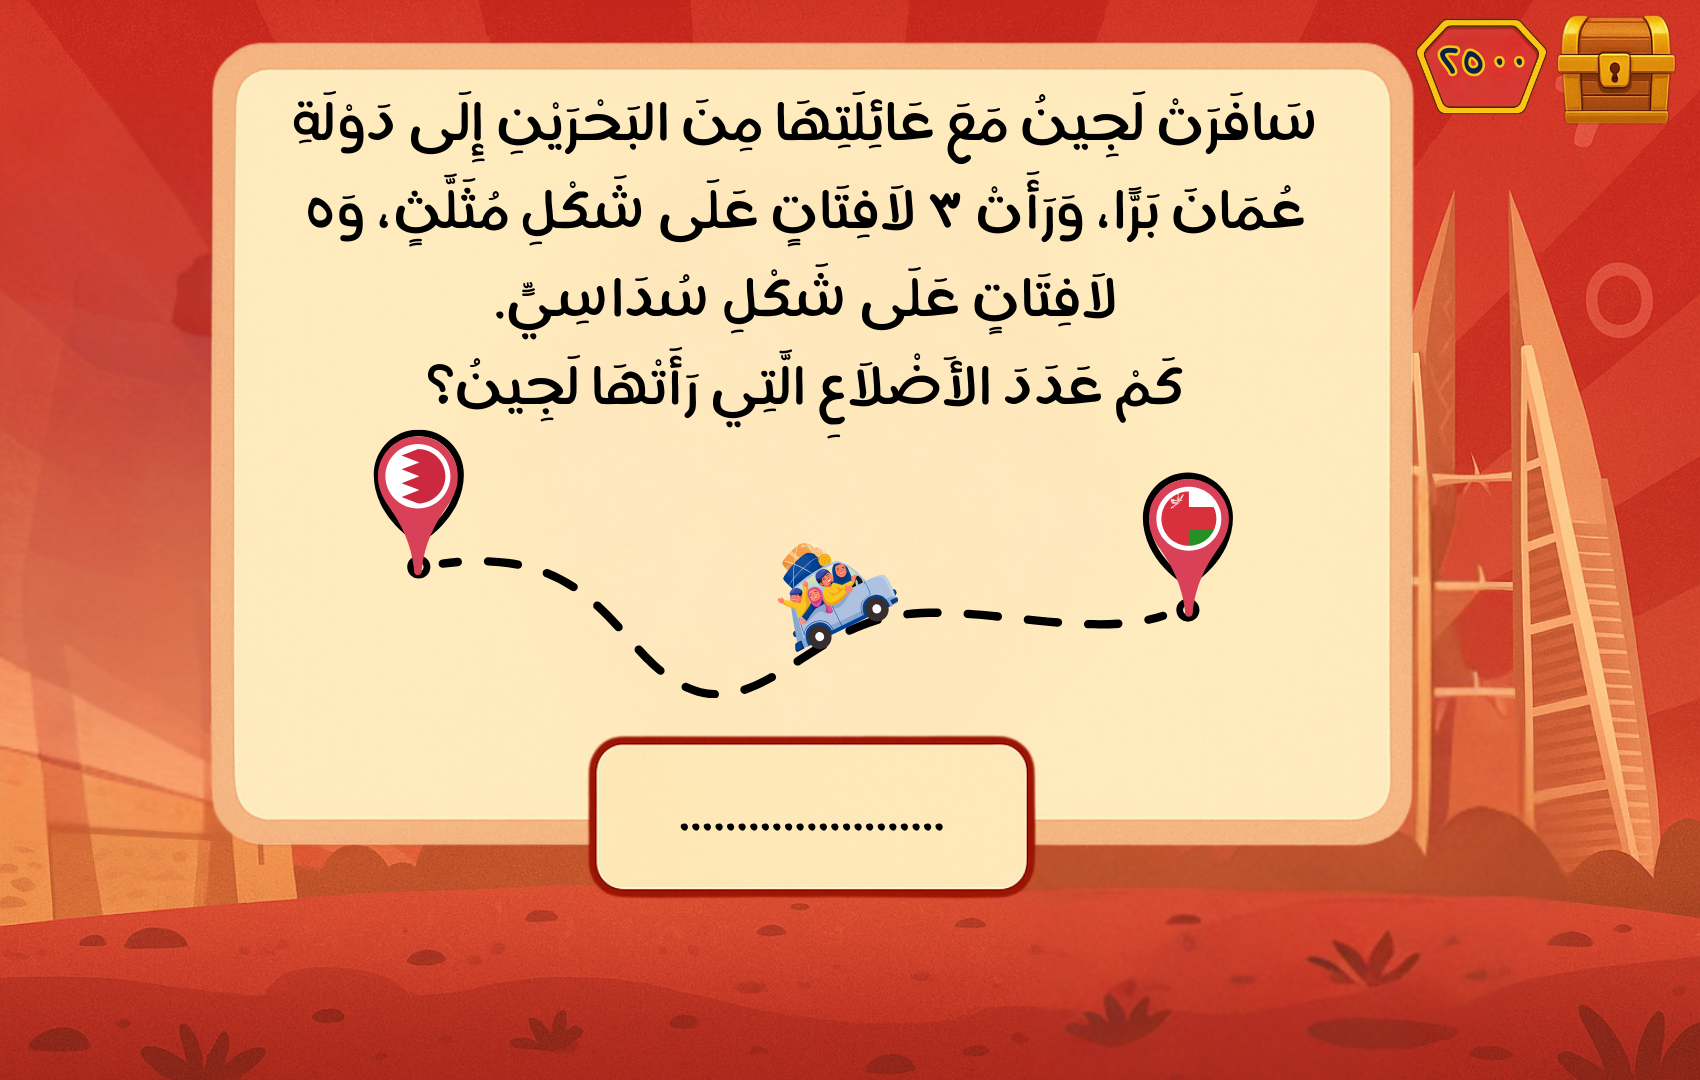 ٢٥٠٠
سَافَرَتْ لَجِينُ مَعَ عَائِلَتِهَا مِنَ البَحْرَيْنِ إِلَى دَوْلَةِ
عُمَانَ بَرًّا، وَرَأَتْ ٣ لَافِتَاتٍ عَلَى شَكْلِ مُثَلَّثٍ، وَ٥
لَافِتَاتٍ عَلَى شَكْلِ سُدَاسِيٍّ.
كَمْ عَدَدَ الأَضْلَاعِ الَّتِي رَأَتْهَا لَجِينُ؟
......................